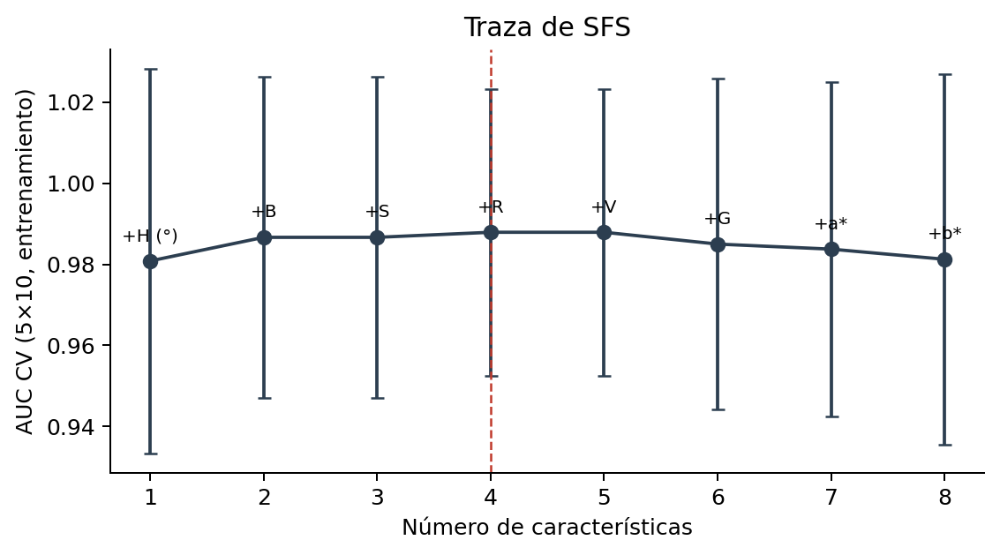 Traza de SFS
AUC CV (5×10, entrenamiento)
1.02
1.00
0.98
0.96
0.94
+H (°)
+B
+S
+R
+V
+G
+a*
+b*
1 2 3 4 5 6 7 8
Número de características